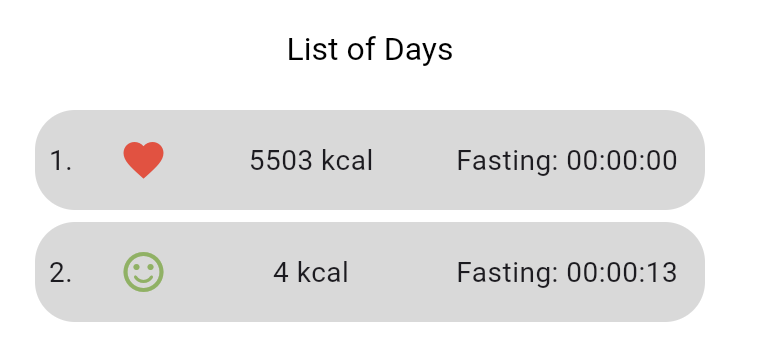 List of Days
1. 5503 kcal Fasting: 00:00:00
2. 4 kcal Fasting: 00:00:13